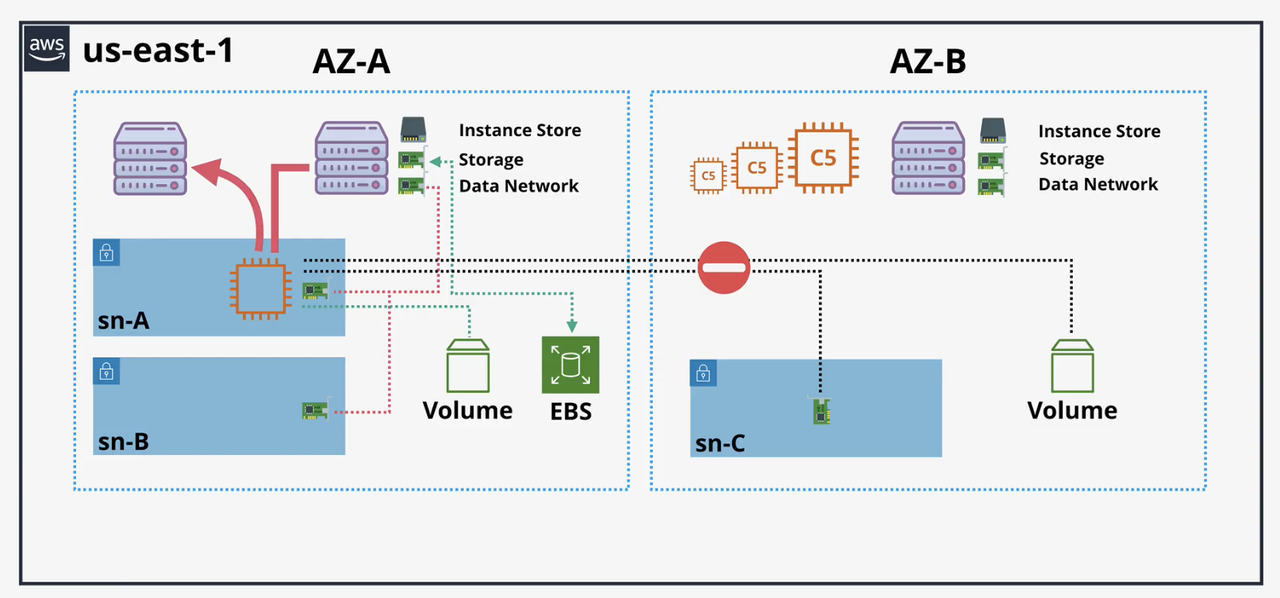 aws
us-east-1
AZ-A
AZ-B
Instance Store
Storage
Data Network
C5
C5
C5
Instance Store
Storage
Data Network
sn-A
sn-B
Volume
EBS
sn-C
Volume